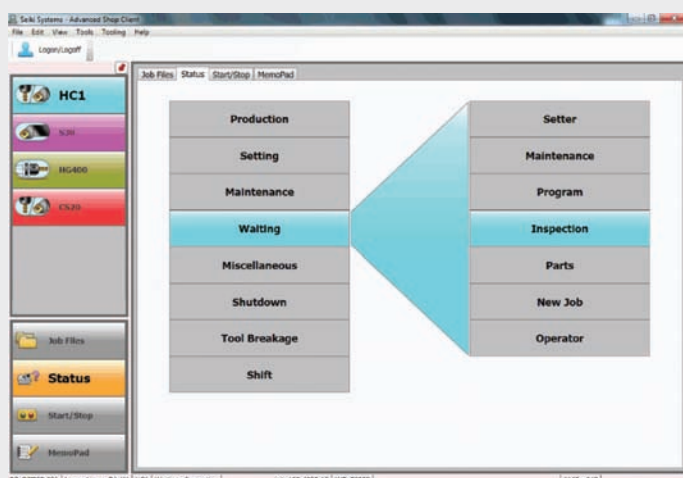 Seiki Systems - Advanced Shop Client
File Edit View Tools Tooling Help
Logon/Logoff
Job Files Status Start/Stop MemoPad
HC1
S20
HG400
Production
Setting
Maintenance
Waiting
Miscellaneous
Shutdown
Tool Breakage
Shift
Setter
Maintenance
Program
Inspection
Parts
New Job
Operator
Job Files
Status
Start/Stop
MemoPad